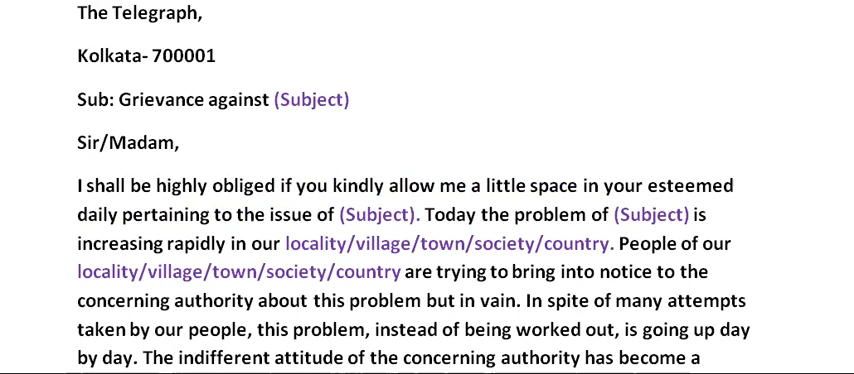 The Telegraph,
Kolkata- 700001
Sub: Grievance against (Subject)
Sir/Madam,
I shall be highly obliged if you kindly allow me a little space in your esteemed
daily pertaining to the issue of (Subject). Today the problem of (Subject) is
increasing rapidly in our locality/village/town/society/country. People of our
locality/village/town/society/country are trying to bring into notice to the
concerning authority about this problem but in vain. In spite of many attempts
taken by our people, this problem, instead of being worked out, is going up day
by day. The indifferent attitude of the concerning authority has become a